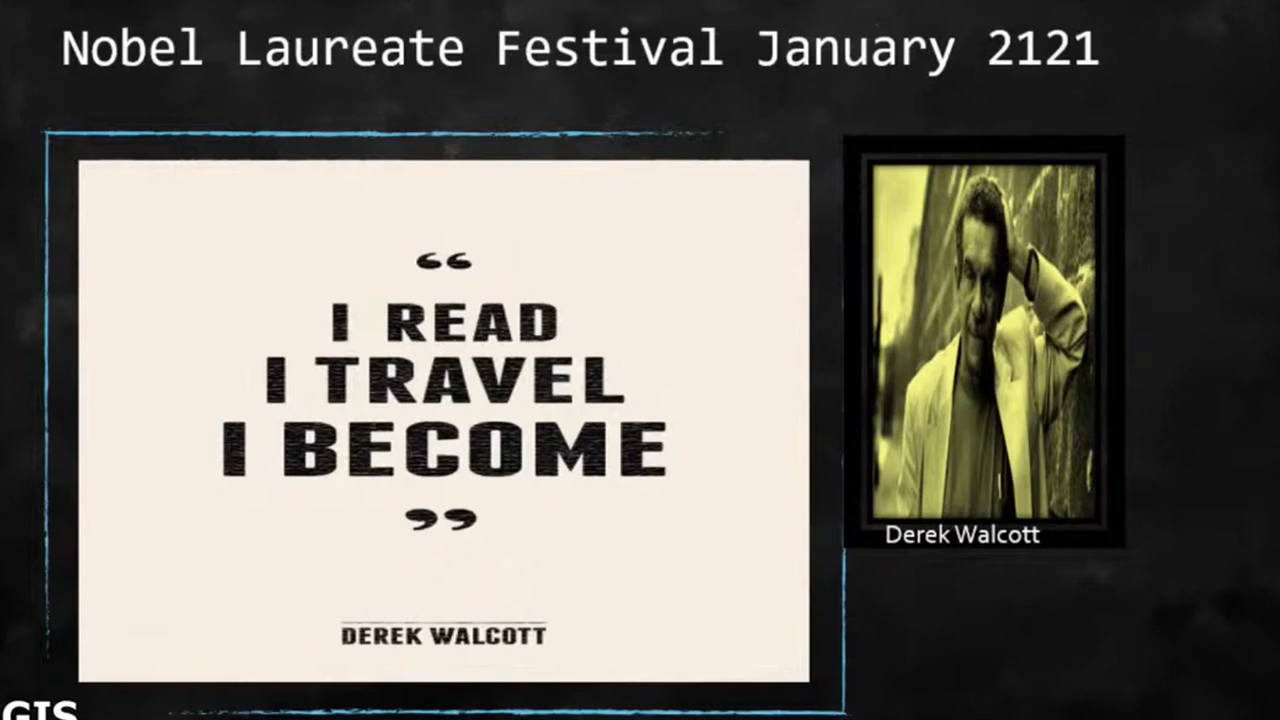 Nobel Laureate Festival January 2121
“
I READ
I TRAVEL
I BECOME
”
DEREK WALCOTT
Derek Walcott
GIS